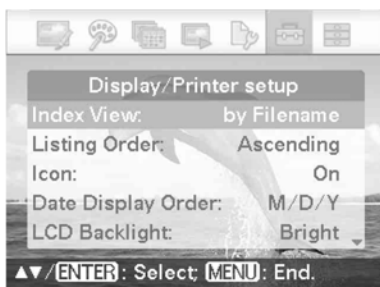 Display/Printer setup
Index View: by Filename
Listing Order: Ascending
Icon: On
Date Display Order: M/D/Y
LCD Backlight: Bright
▲▼/ENTER: Select; MENU: End.